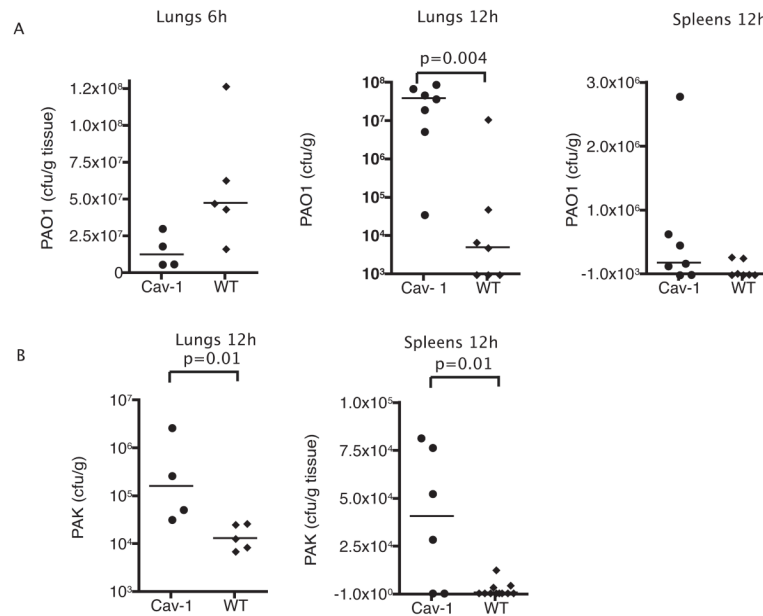 A
Lungs 6h
Lungs 12h
Spleens 12h
p=0.004
PAO1 (cfu/g tissue)
1.2x10⁸
1.0x10⁸
7.5x10⁷
5.0x10⁷
2.5x10⁷
0
Cav-1
WT
PAO1 (cfu/g)
10⁸
10⁷
10⁶
10⁵
10⁴
10³
Cav- 1
WT
PAO1 (cfu/g)
3.0x10⁶
2.0x10⁶
1.0x10⁶
-1.0x10³
Cav-1
WT
B
Lungs 12h
p=0.01
PAK (cfu/g)
10⁷
10⁶
10⁵
10⁴
10³
Cav-1
WT
Spleens 12h
p=0.01
PAK (cfu/g tissue)
1.0x10⁵
7.5x10⁴
5.0x10⁴
2.5x10⁴
-1.0x10⁰
Cav-1
WT